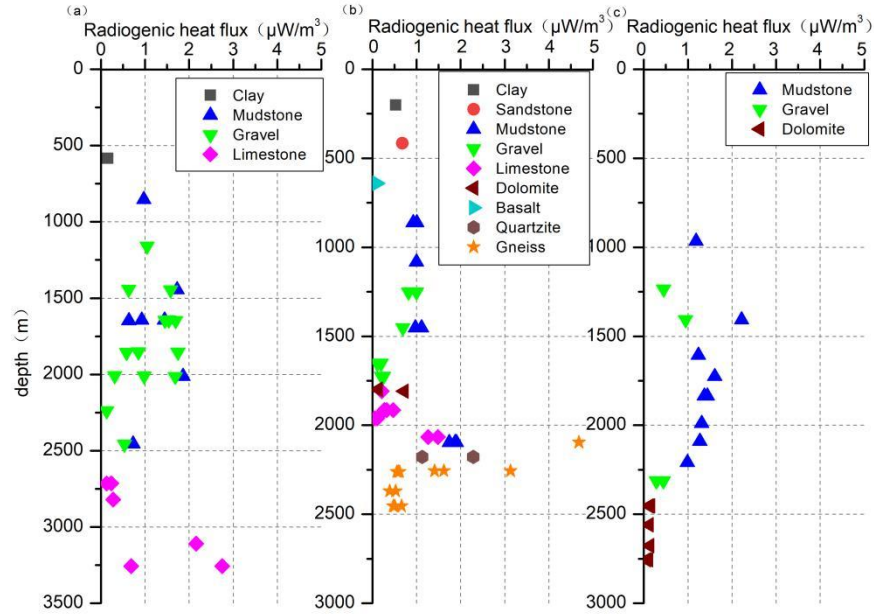 (a)
Radiogenic heat flux（μW/m³）
0 1 2 3 4 5
0
500
1000
1500
2000
2500
3000
3500
depth（m）
Clay
Mudstone
Gravel
Limestone
(b)
Radiogenic heat flux（μW/m³）
0 1 2 3 4 5
0
500
1000
1500
2000
2500
3000
Clay
Sandstone
Mudstone
Gravel
Limestone
Dolomite
Basalt
Quartzite
Gneiss
(c)
Radiogenic heat flux（μW/m³）
0 1 2 3 4 5
0
500
1000
1500
2000
2500
3000
Mudstone
Gravel
Dolomite